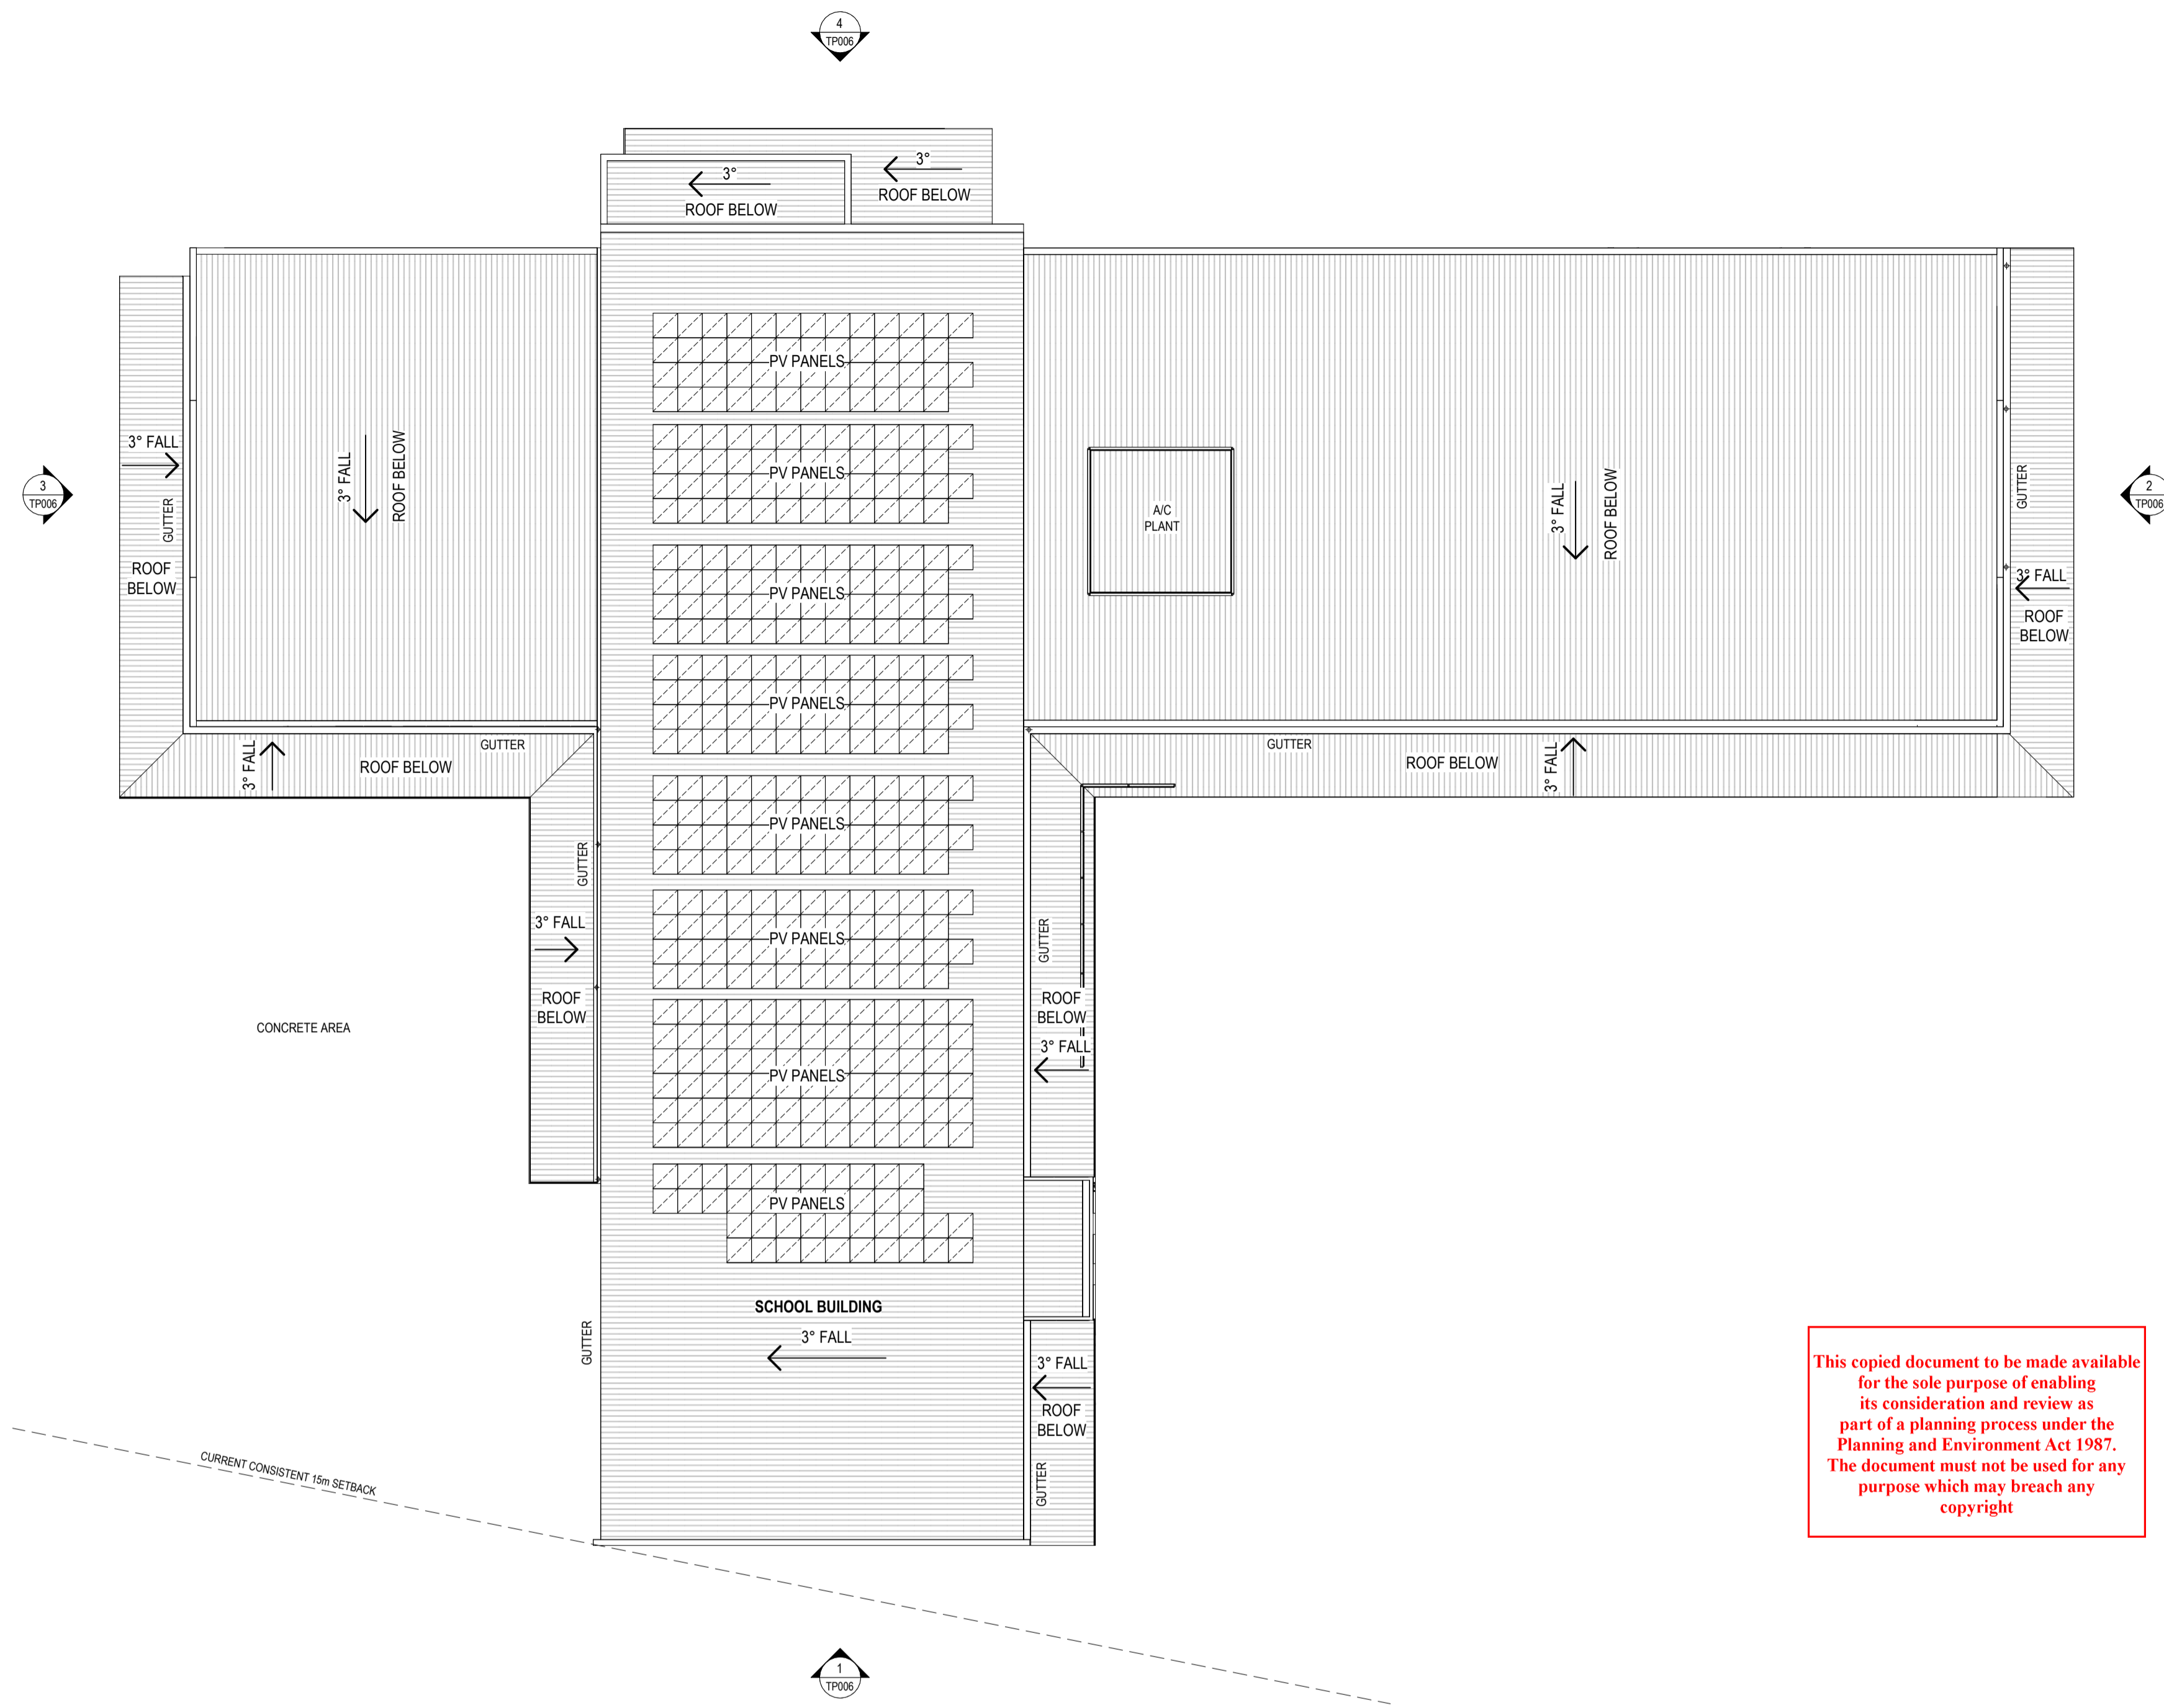 4
TP006
3°
ROOF BELOW
3°
ROOF BELOW
PV PANELS
3° FALL
GUTTER
ROOF
BELOW
3° FALL
ROOF BELOW
PV PANELS
A/C
PLANT
3° FALL
ROOF BELOW
GUTTER
3
TP006
2
TP006
3° FALL
ROOF
BELOW
PV PANELS
PV PANELS
3° FALL
GUTTER
ROOF BELOW
GUTTER
ROOF BELOW
3° FALL
PV PANELS
GUTTER
3° FALL
ROOF
BELOW
PV PANELS
GUTTER
ROOF
BELOW
3° FALL
CONCRETE AREA
PV PANELS
PV PANELS
SCHOOL BUILDING
3° FALL
GUTTER
3° FALL
ROOF
BELOW
GUTTER
CURRENT CONSISTENT 15m SETBACK
1
TP006
This copied document to be made available
for the sole purpose of enabling
its consideration and review as
part of a planning process under the
Planning and Environment Act 1987.
The document must not be used for any
purpose which may breach any
copyright